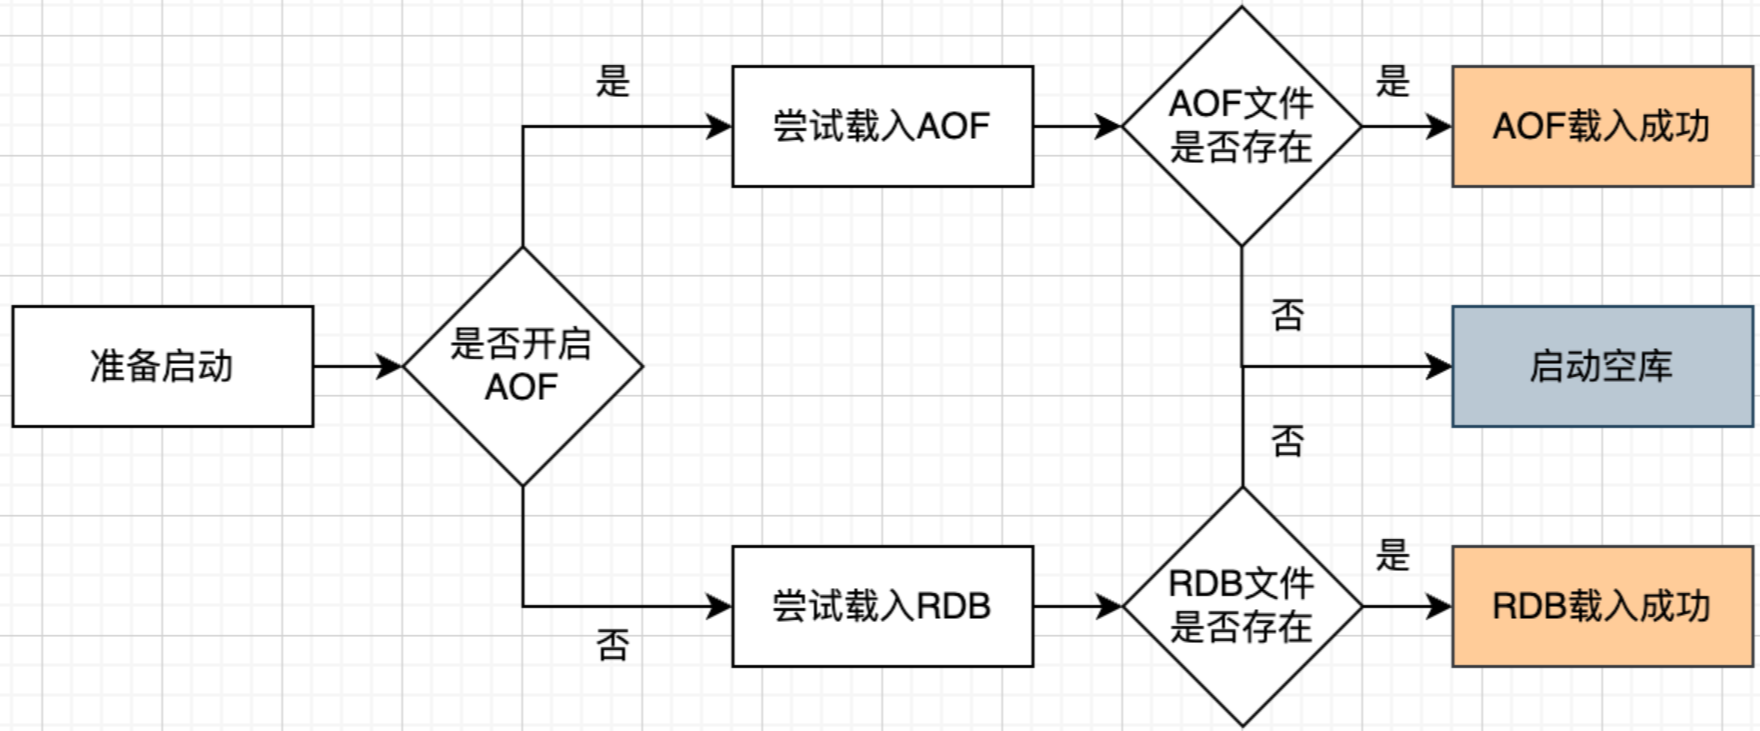 准备启动
是否开启
AOF
是
尝试载入AOF
AOF文件
是否存在
是
AOF载入成功
否
启动空库
否
否
尝试载入RDB
RDB文件
是否存在
是
RDB载入成功